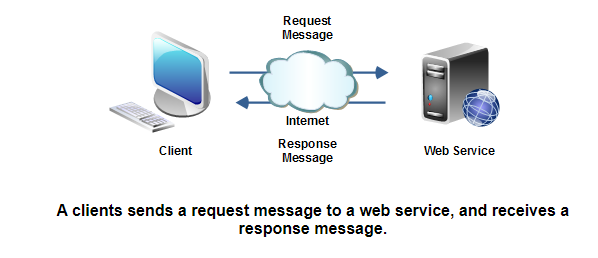 Request
Message
Internet
Client
Response
Message
Web Service
A clients sends a request message to a web service, and receives a
response message.